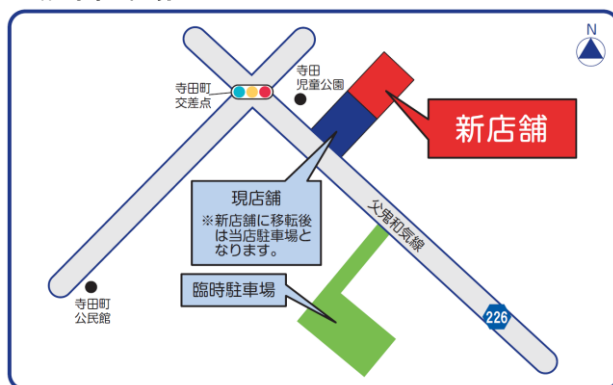 N
寺田町
交差点
寺田
児童公園
新店舗
現店舗
※新店舗に移転後
は当店駐車場と
なります。
父鬼和気線
臨時駐車場
寺田町
公民館
226